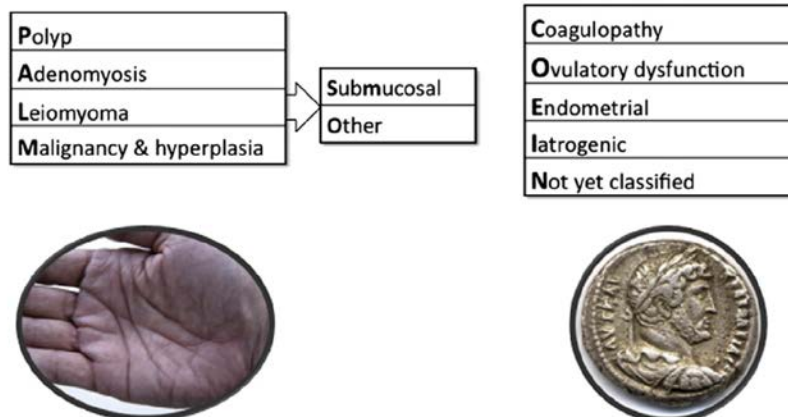 Polyp
Adenomyosis
Leiomyoma
Malignancy & hyperplasia
Submucosal
Other
Coagulopathy
Ovulatory dysfunction
Endometrial
Iatrogenic
Not yet classified